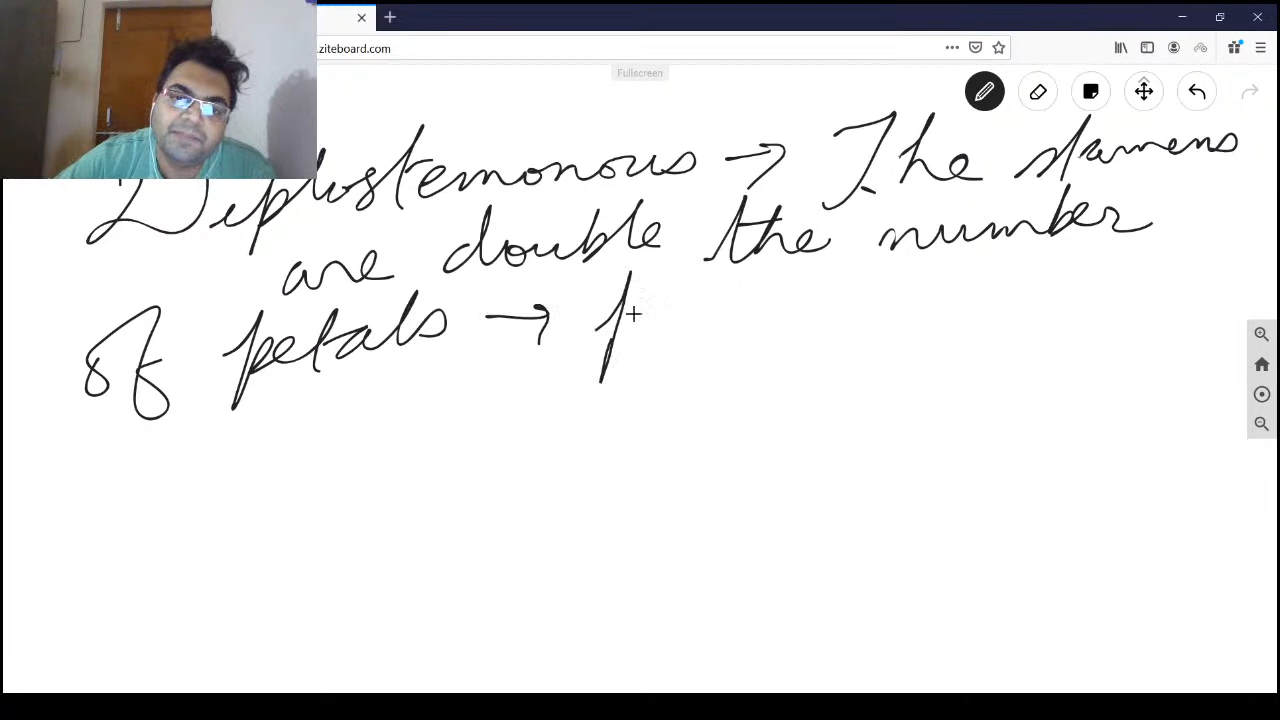 ziteboard.com
Fullscreen
Diplostemonous → The stamens
are double the number
of petals →